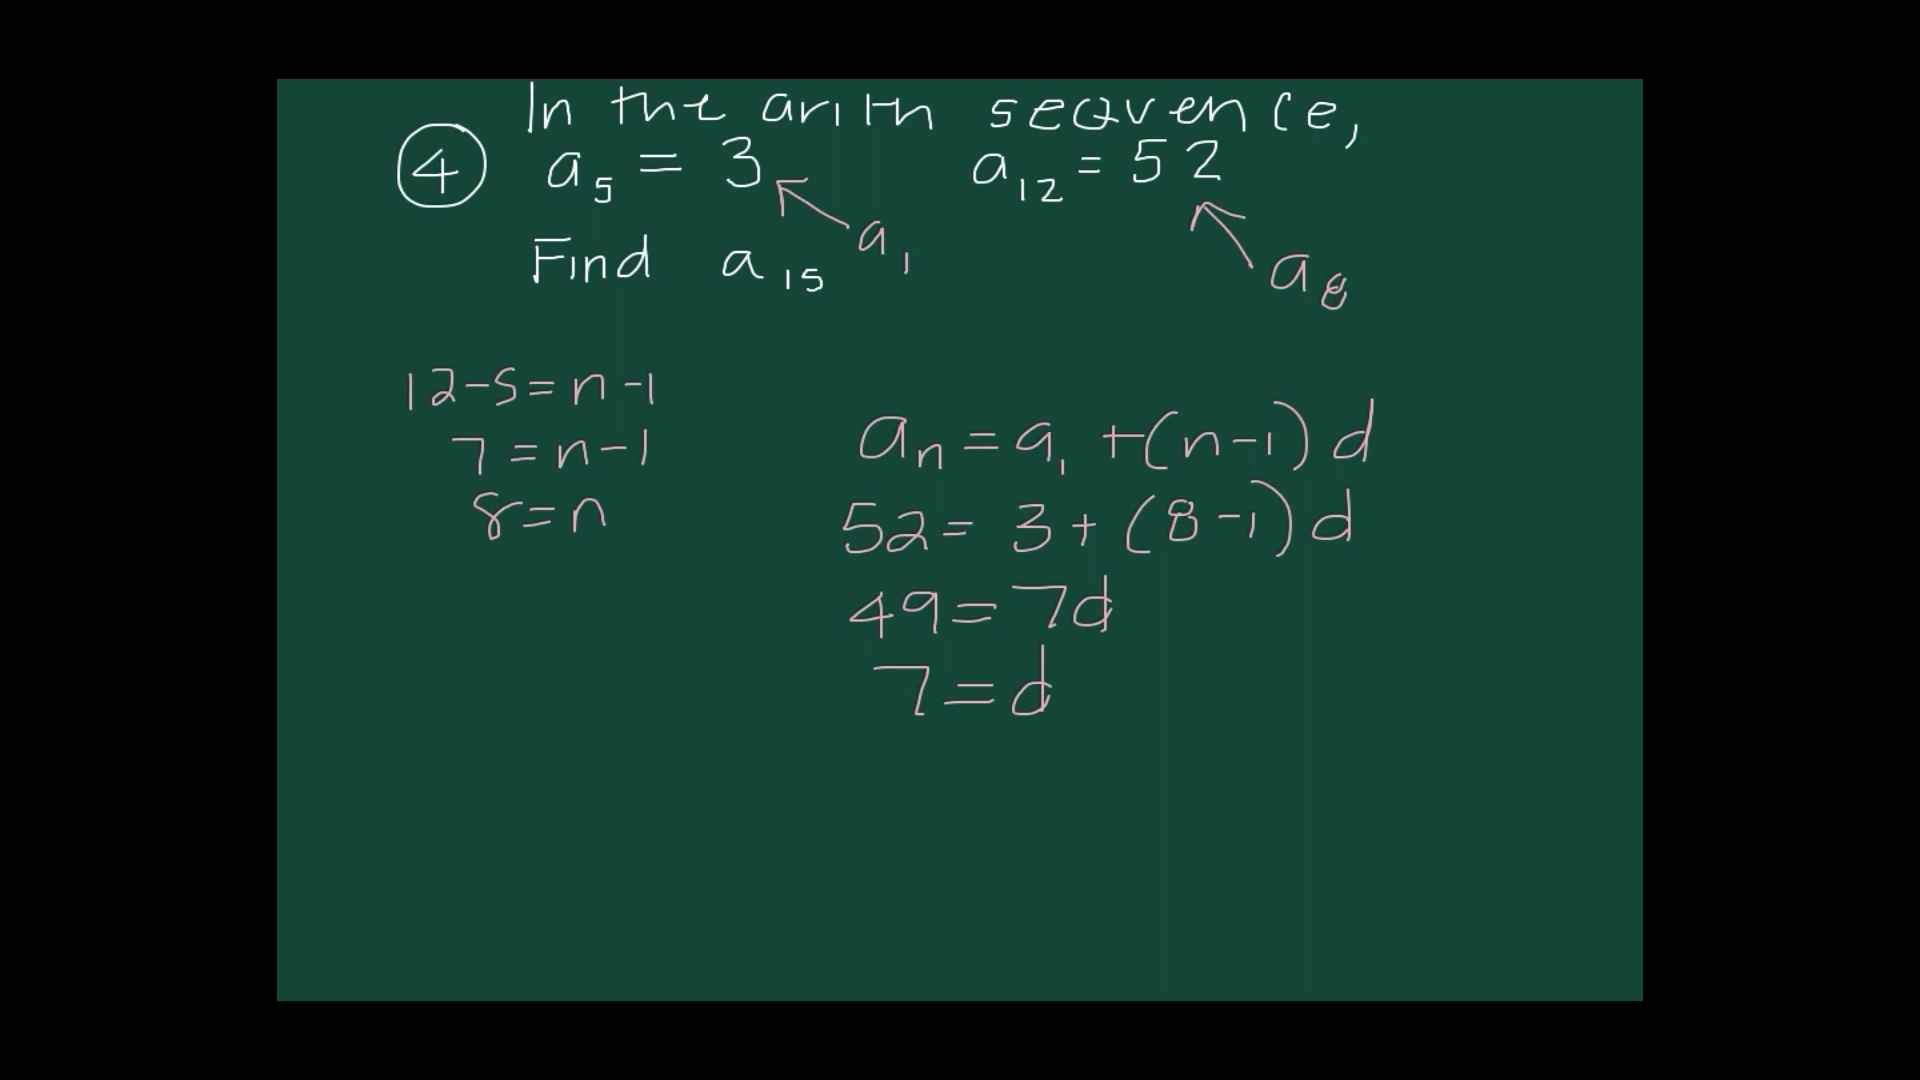 In the arith sequence,
④ a₅ = 3 a₁₂ = 52
Find a₁₅ a₁ a₈
12-5=n-1
7=n-1
8=n
aₙ=a₁+(n-1)d
52=3+(8-1)d
49=7d
7=d